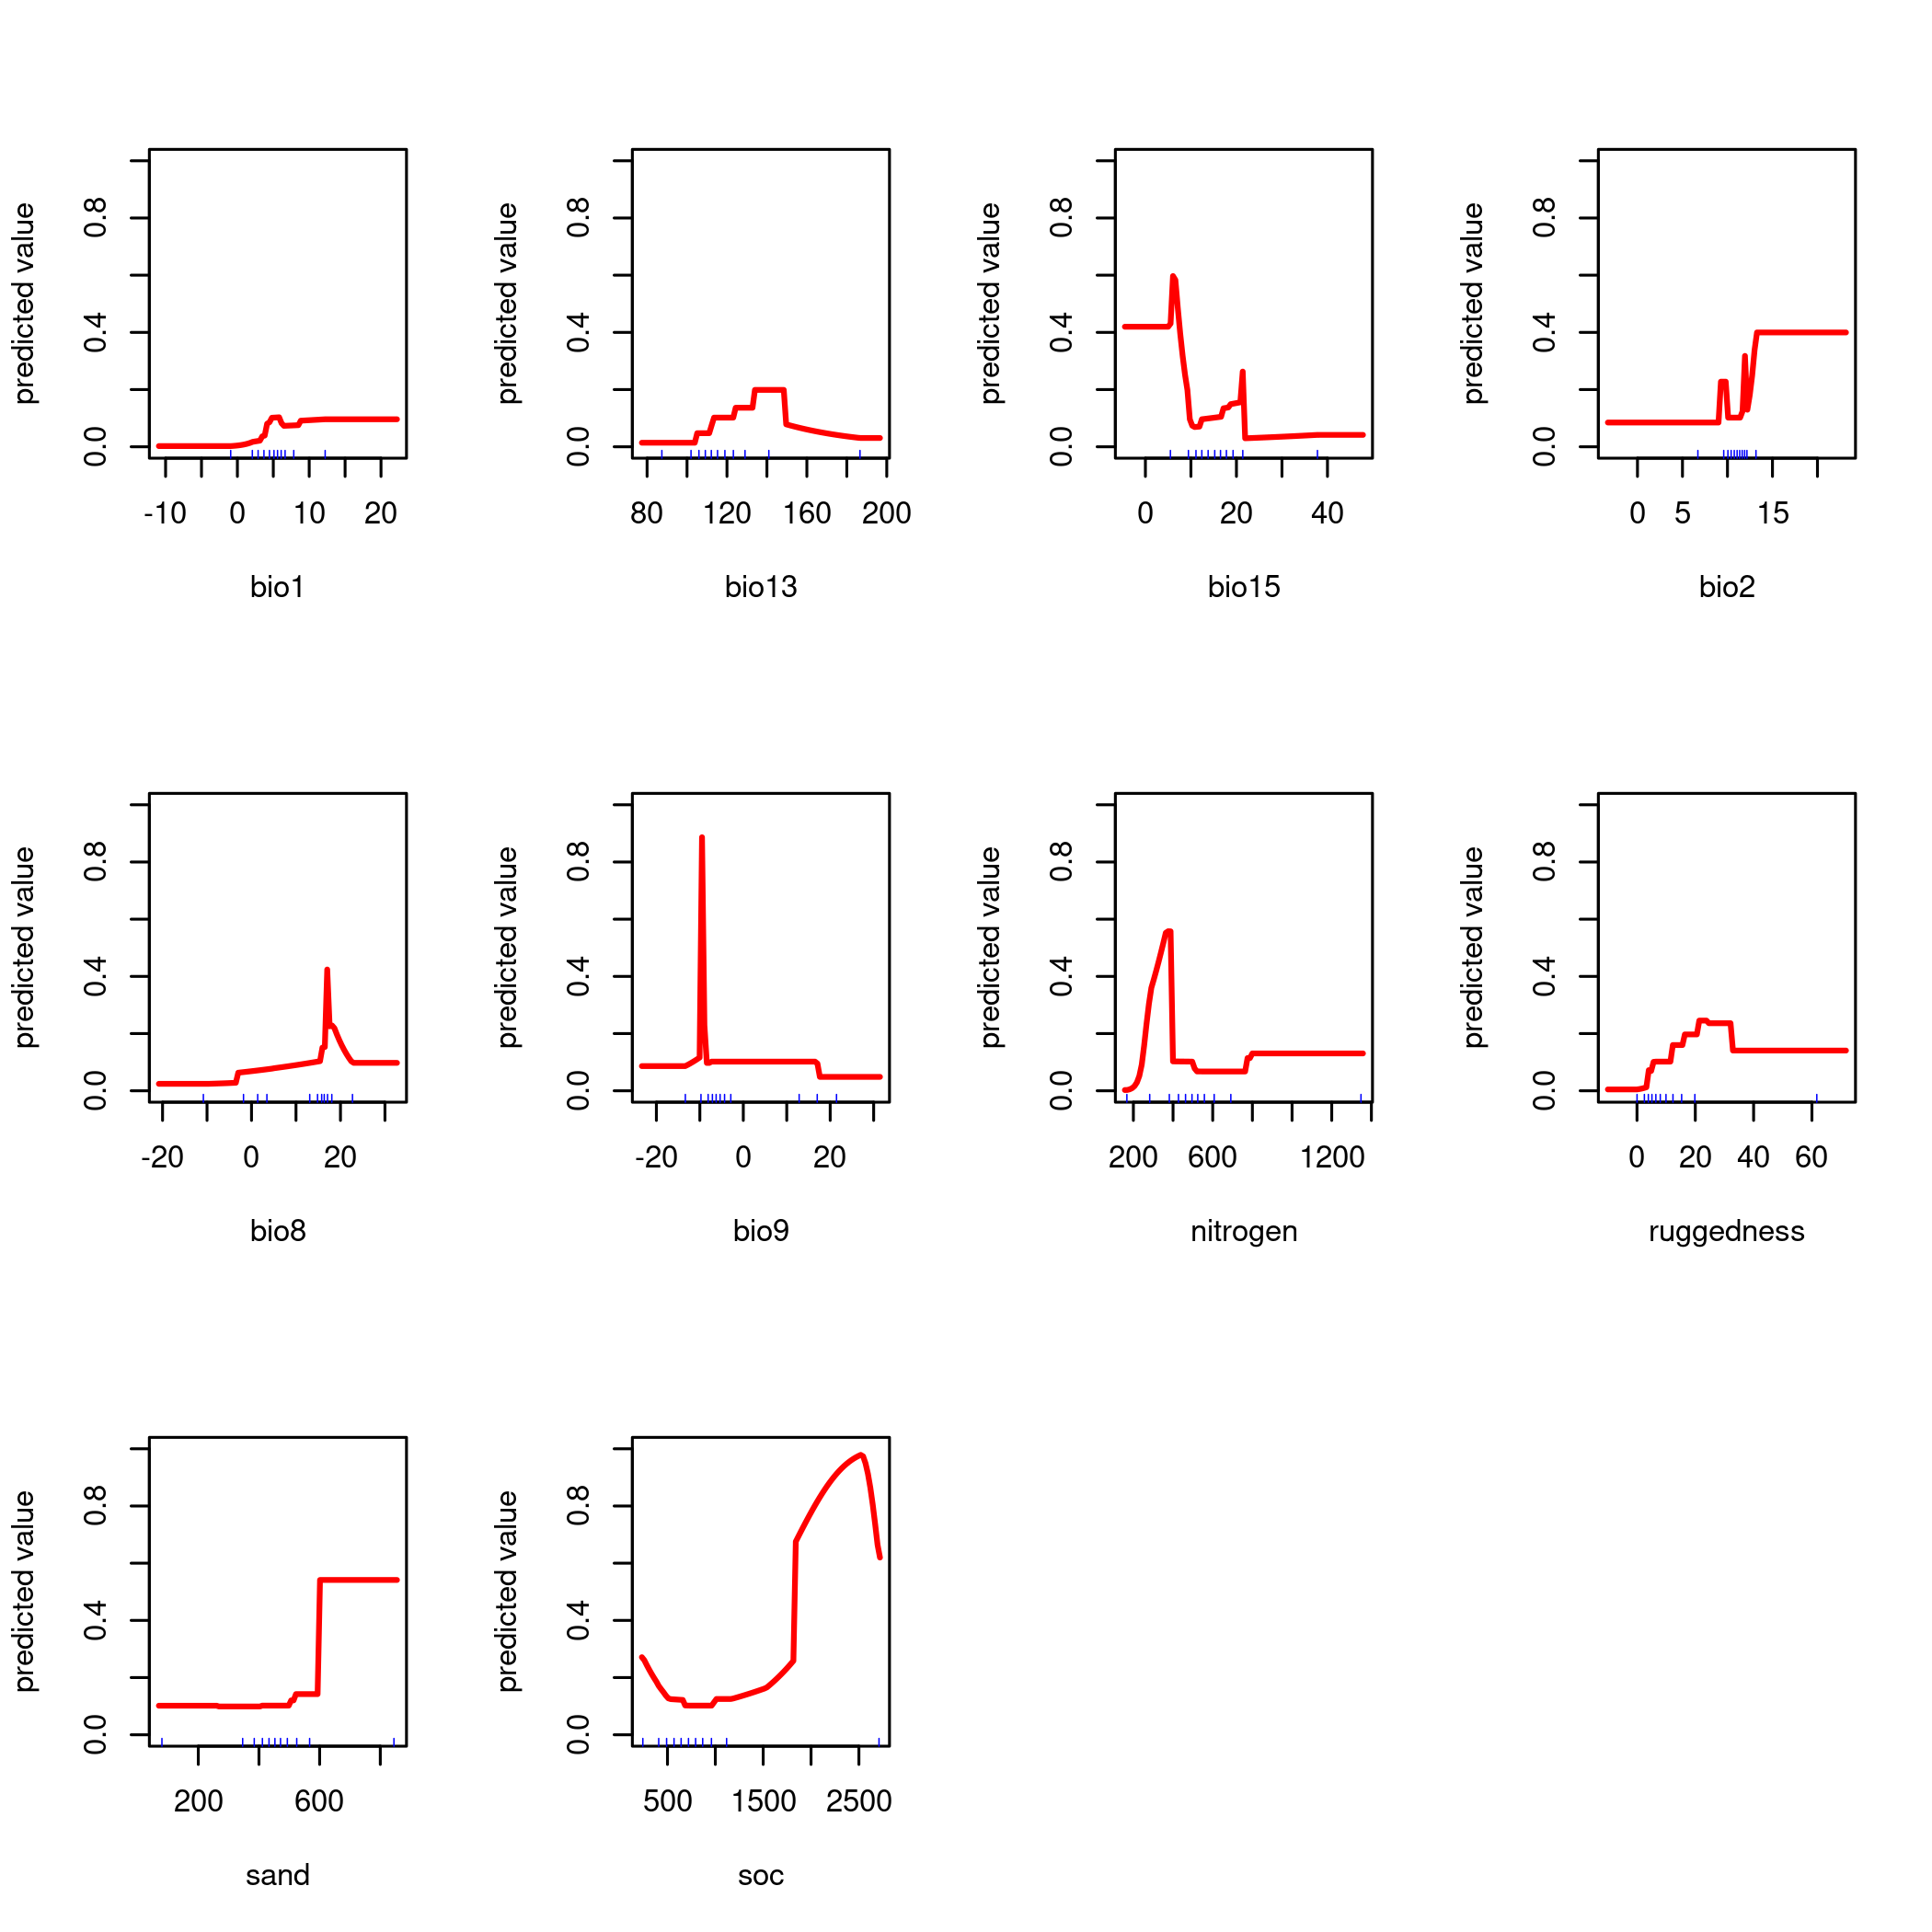 predicted value
0.0 0.4 0.8
-10 0 10 20
bio1
predicted value
0.0 0.4 0.8
80 120 160 200
bio13
predicted value
0.0 0.4 0.8
0 20 40
bio15
predicted value
0.0 0.4 0.8
0 5 15
bio2
predicted value
0.0 0.4 0.8
-20 0 20
bio8
predicted value
0.0 0.4 0.8
-20 0 20
bio9
predicted value
0.0 0.4 0.8
200 600 1200
nitrogen
predicted value
0.0 0.4 0.8
0 20 40 60
ruggedness
predicted value
0.0 0.4 0.8
200 600
sand
predicted value
0.0 0.4 0.8
500 1500 2500
soc